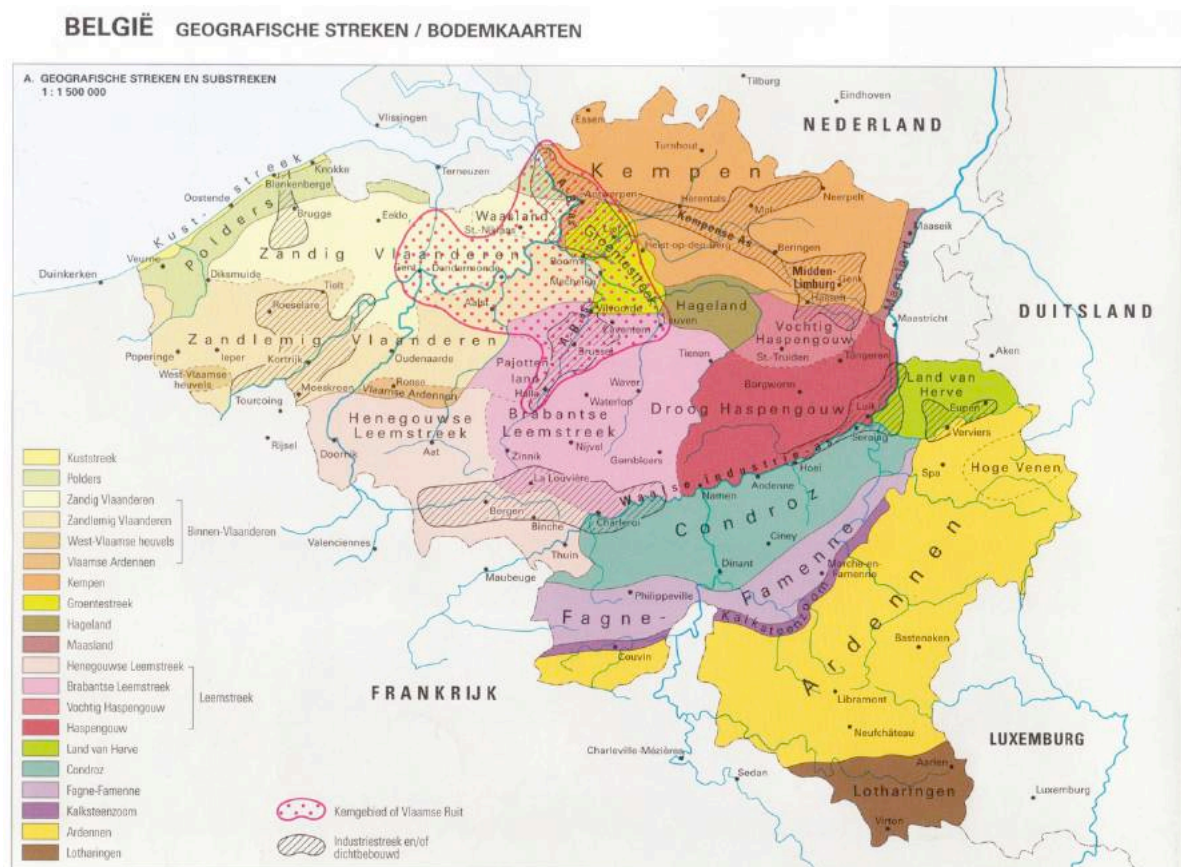 BELGIË GEOGRAFISCHE STREKEN / BODEMKAARTEN
A. GEOGRAFISCHE STREKEN EN SUBSTREKEN
1 : 1 500 000
Tilburg
Eindhoven
NEDERLAND
Vlissingen
Essen
Turnhout
Kempen
Knokke
Terneuzen
Blankenberge
Oostende
Kust-streek
Polders
Brugge
Eeklo
Antwerpen
Herentals
Mol
Neerpelt
Kempense As
Waasland
St.-Niklaas
Zandig Vlaanderen
Lier
Heist-op-den-Berg
Beringen
Maaseik
Maasland
Veurne
Duinkerken
Diksmuide
Gent
Dendermonde
Boom
Groentestreek
Mechelen
Midden-
Limburg
Genk
Hasselt
DUITSLAND
Tielt
Roeselare
Aalst
Vilvoorde
Hageland
Leuven
Zaventem
A.B.
Brussel
Vochtig
Haspengouw
Maastricht
Zandlemig Vlaanderen
Poperinge
Ieper
Kortrijk
Oudenaarde
Pajotten-
land
Tienen
St.-Truiden
Tongeren
Aken
West-Vlaamse
heuvels
Moeskroen
Ronse
Vlaamse Ardennen
Halle
Waver
Waterloo
Borgworm
Land van
Herve
Eupen
Tourcoing
Henegouwse
Leemstreek
Brabantse
Leemstreek
Droog Haspengouw
Luik
Seraing
Verviers
Rijsel
Doornik
Aat
Zinnik
Nijvel
Gembloers
Hoei
Spa
Hoge Venen
La Louvière
Waalse industrie-as
Andenne
Namen
Bergen
Binche
Charleroi
Condroz
Valenciennes
Thuin
Ciney
Maubeuge
Dinant
Marche-en-
Famenne
Philippeville
Fagne-
Famenne
Kalksteenzoom
Ardennen
Couvin
Bastenaken
FRANKRIJK
Libramont
Neufchâteau
LUXEMBURG
Charleville-Mézières
Sedan
Aarlen
Lotharingen
Luxemburg
Virton
Kuststreek
Polders
Zandig Vlaanderen
Zandlemig Vlaanderen
West-Vlaamse heuvels
Vlaamse Ardennen
Binnen-Vlaanderen
Kempen
Groentestreek
Hageland
Maasland
Henegouwse Leemstreek
Brabantse Leemstreek
Vochtig Haspengouw
Haspengouw
Leemstreek
Land van Herve
Condroz
Fagne-Famenne
Kalksteenzoom
Ardennen
Lotharingen
Kerngebied of Vlaamse Ruit
Industriestreek en/of
dichtbebouwd